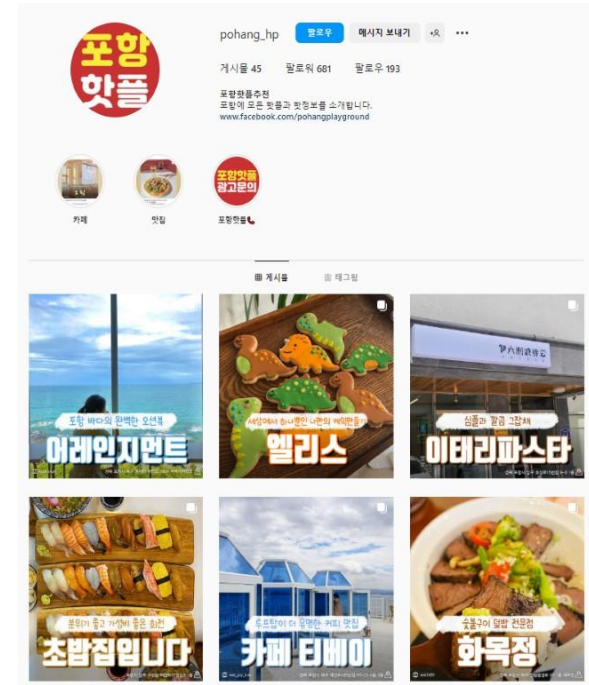 포항
핫플
pohang_hp 팔로우 메시지 보내기
게시물 45 팔로워 681 팔로우 193
포항핫플추천
포항에 모든 핫플과 핫정보를 소개합니다.
www.facebook.com/pohangplayground
포항핫플
광고문의
카페 맛집 포항핫플📞
게시물 태그됨
포항 바다의 완벽한 오션뷰
어레인지먼트
세상에서 하나뿐인 나만의 케익만들기
엘리스
심플과 깔끔 그잡채
이태리파스타
분위기 좋고 가성비 좋은 회전
초밥집입니다
루프탑이 더 유명한 커피 맛집
카페 티베이
숯불구이 덮밥 전문점
화목정